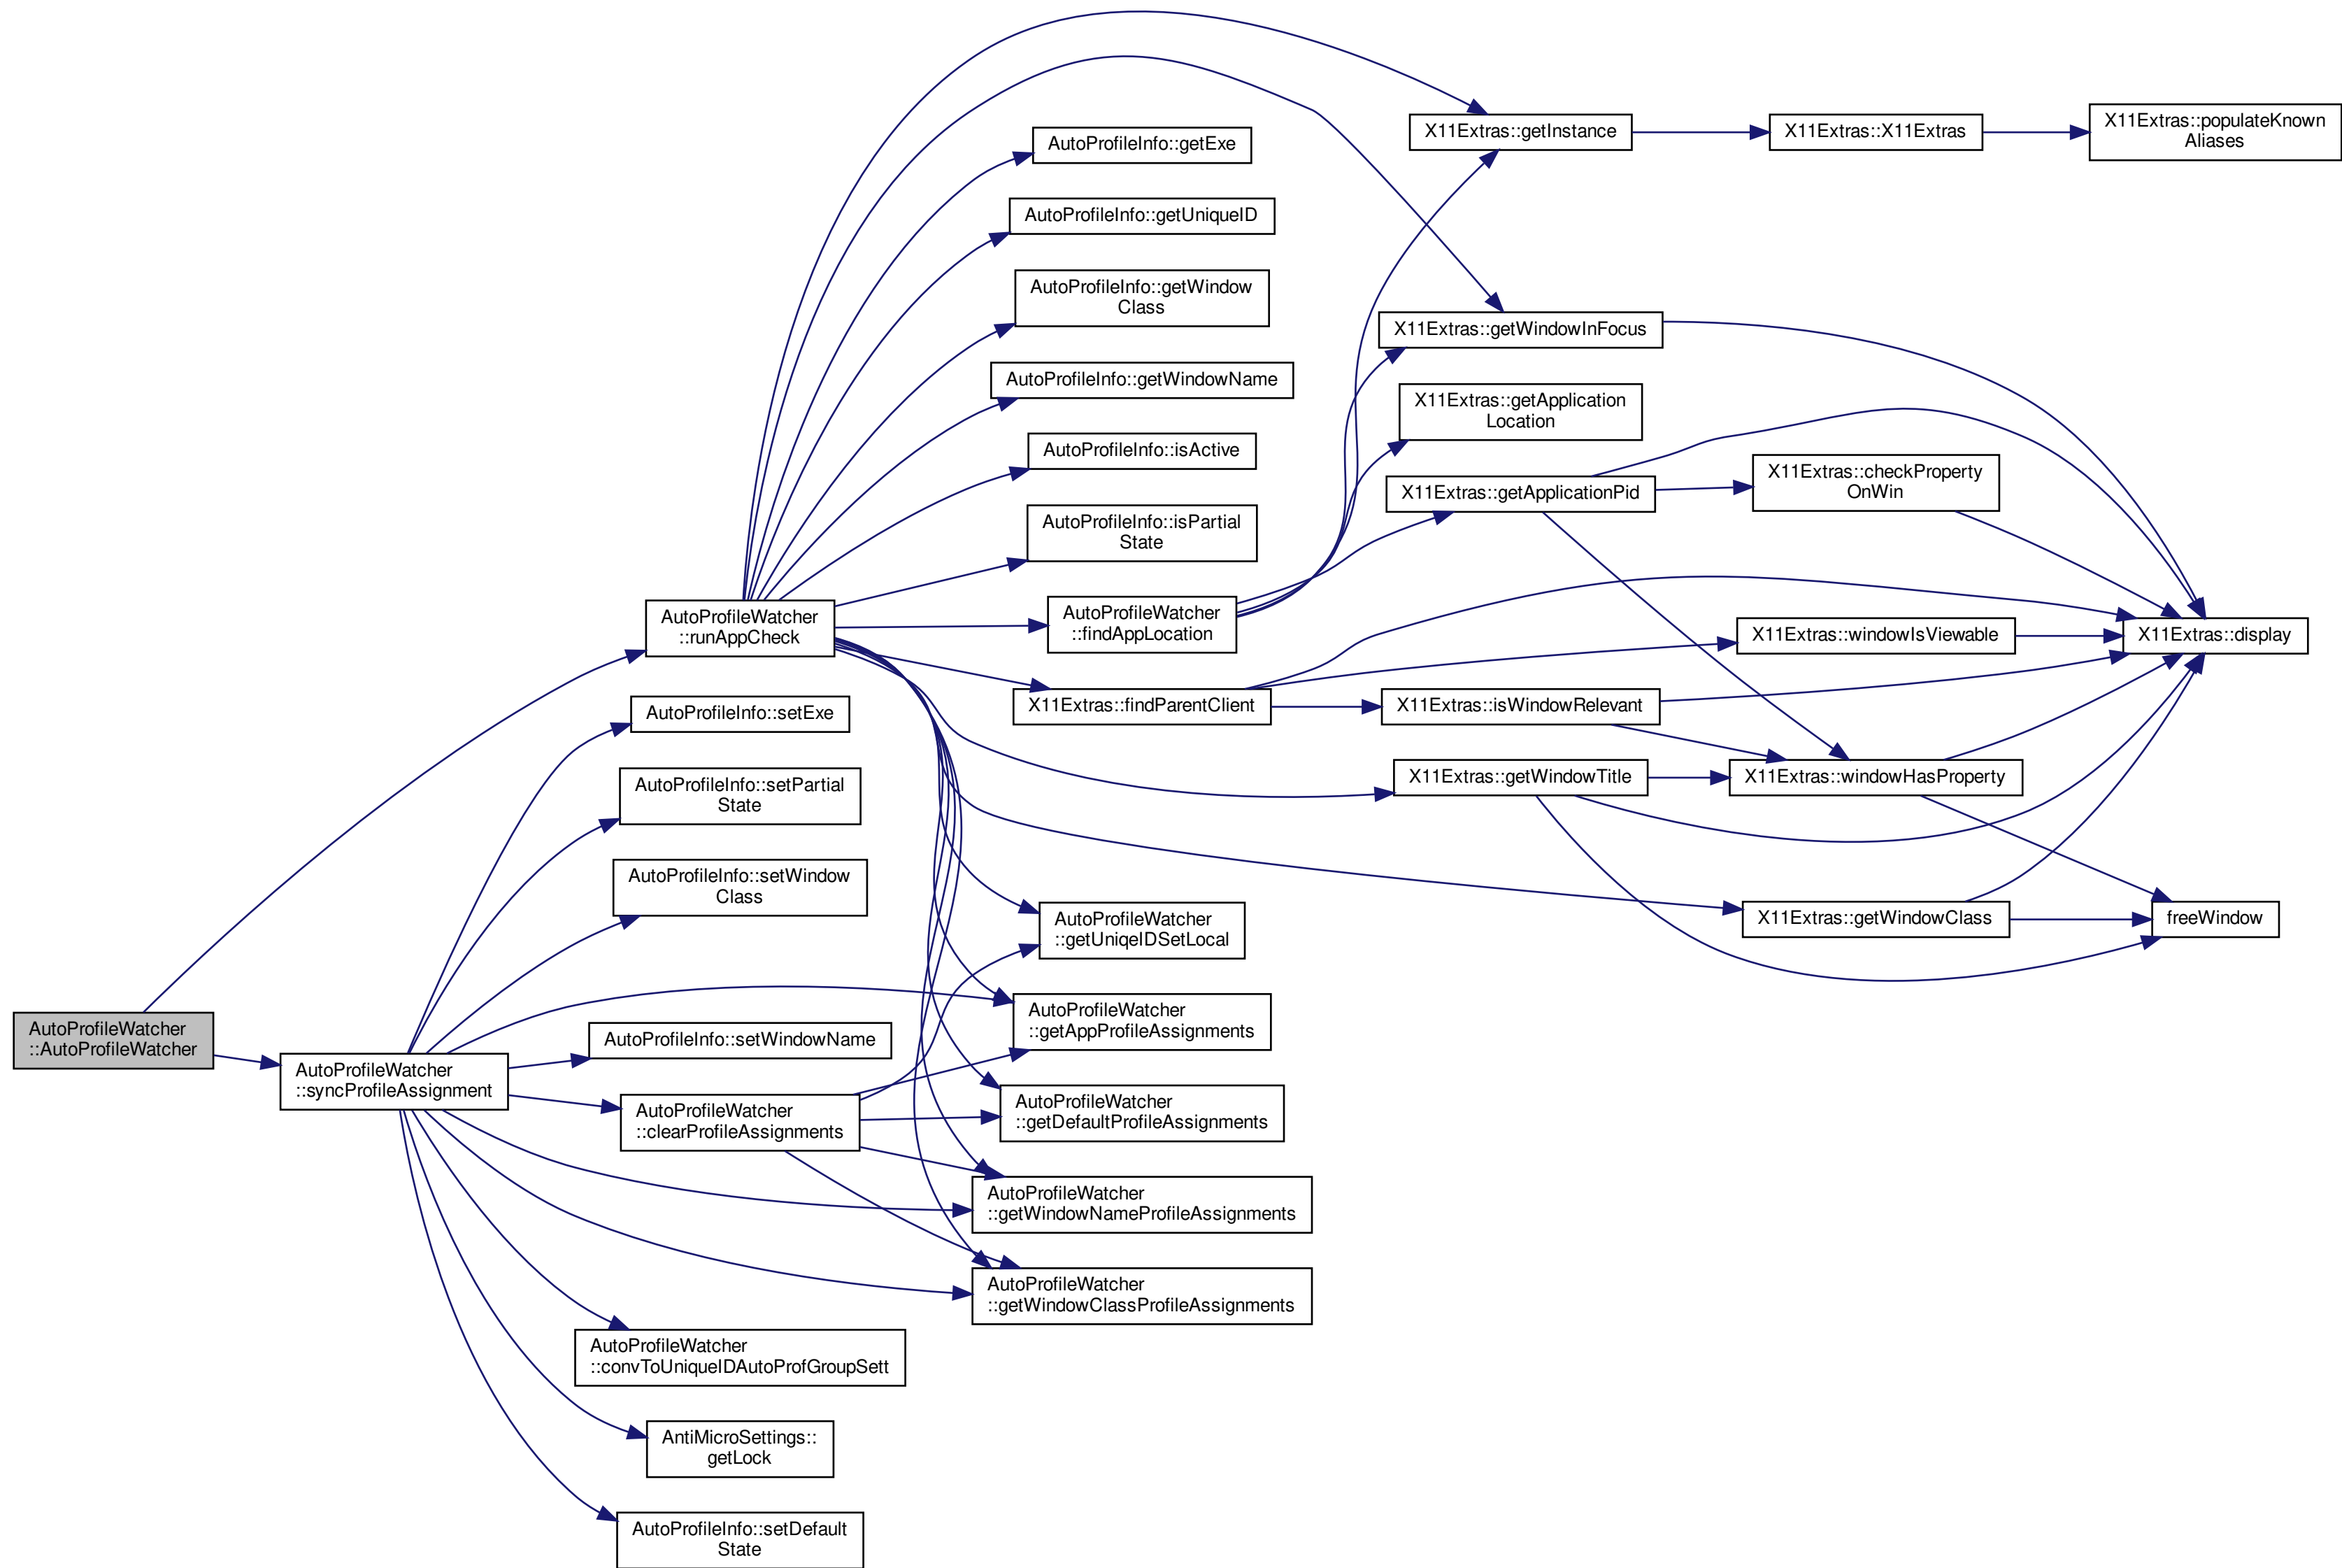 X11Extras::getInstance
X11Extras::X11Extras
X11Extras::populateKnown
Aliases
AutoProfileInfo::getExe
AutoProfileInfo::getUniqueID
AutoProfileInfo::getWindow
Class
X11Extras::getWindowInFocus
AutoProfileInfo::getWindowName
X11Extras::getApplication
Location
AutoProfileInfo::isActive
X11Extras::getApplicationPid
X11Extras::checkProperty
OnWin
AutoProfileInfo::isPartial
State
AutoProfileWatcher
::runAppCheck
AutoProfileWatcher
::findAppLocation
X11Extras::windowIsViewable
X11Extras::display
AutoProfileInfo::setExe
X11Extras::findParentClient
X11Extras::isWindowRelevant
AutoProfileInfo::setPartial
State
X11Extras::getWindowTitle
X11Extras::windowHasProperty
AutoProfileInfo::setWindow
Class
AutoProfileWatcher
::getUniqeIDSetLocal
X11Extras::getWindowClass
freeWindow
AutoProfileWatcher
::AutoProfileWatcher
AutoProfileInfo::setWindowName
AutoProfileWatcher
::getAppProfileAssignments
AutoProfileWatcher
::syncProfileAssignment
AutoProfileWatcher
::clearProfileAssignments
AutoProfileWatcher
::getDefaultProfileAssignments
AutoProfileWatcher
::getWindowNameProfileAssignments
AutoProfileWatcher
::getWindowClassProfileAssignments
AutoProfileWatcher
::convToUniqueIDAutoProfGroupSett
AntiMicroSettings::
getLock
AutoProfileInfo::setDefault
State